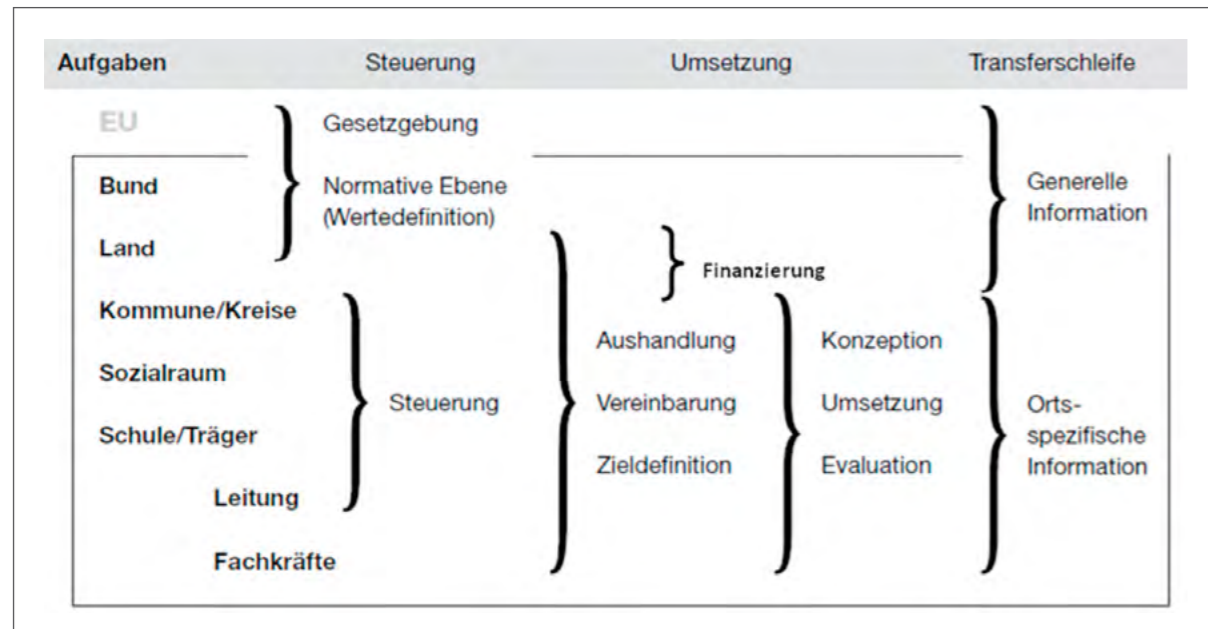 Aufgaben Steuerung Umsetzung Transferschleife
EU Gesetzgebung
Bund Normative Ebene Generelle
(Wertedefinition) Information
Land
Finanzierung
Kommune/Kreise
Aushandlung Konzeption
Sozialraum
Steuerung Vereinbarung Umsetzung Orts-
Schule/Träger spezifische
Zieldefinition Evaluation Information
Leitung
Fachkräfte